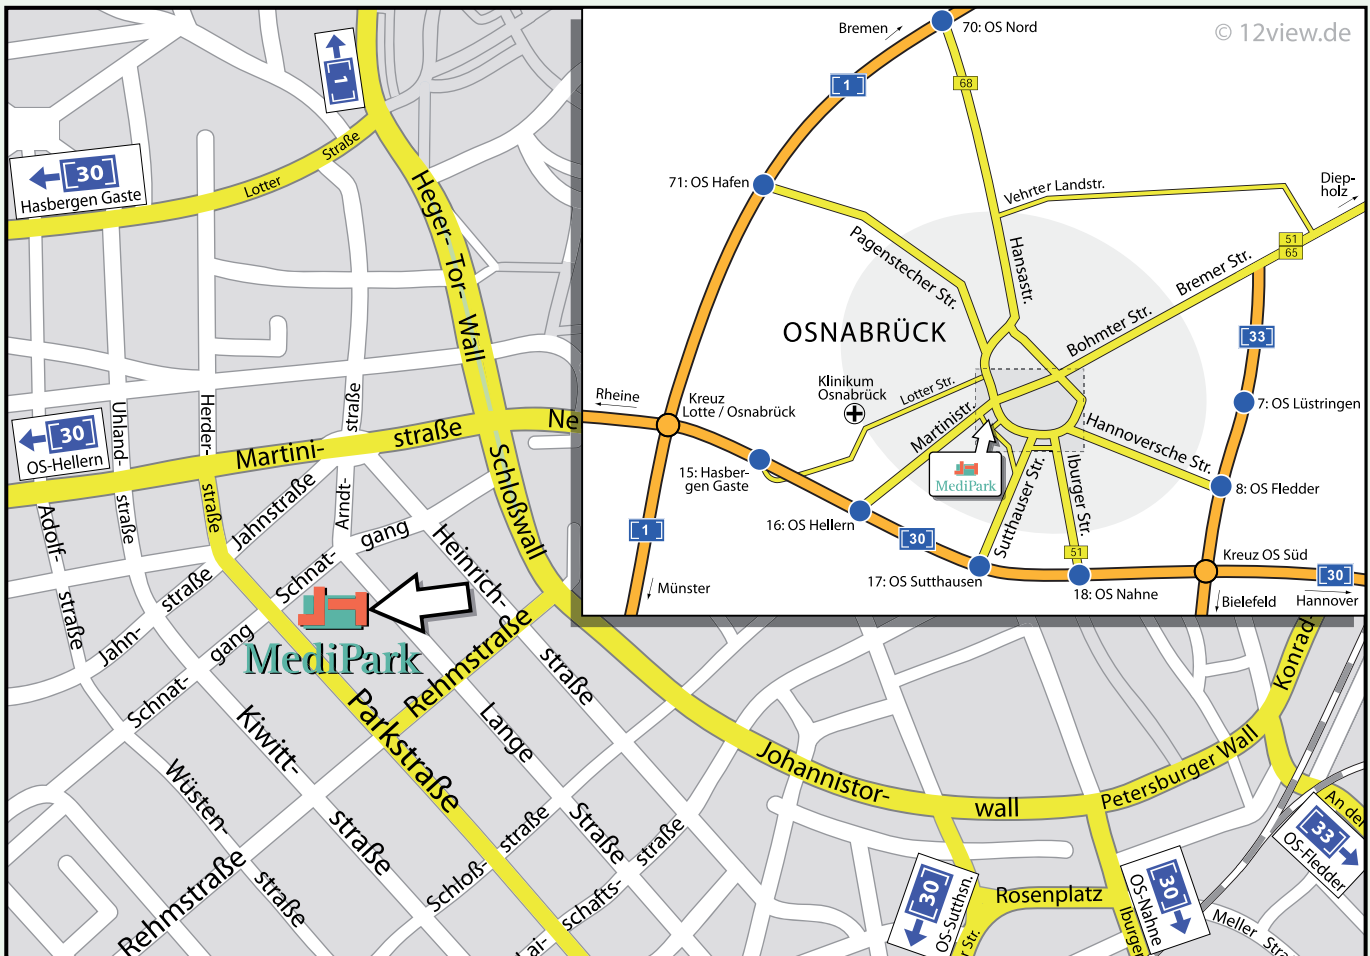 © 12view.de
Bremen
70: OS Nord
1
68
71: OS Hafen
Vehrter Landstr.
Diep-
holz
51
65
Pagenstecher Str.
Hansastr.
Bremer Str.
Bohmter Str.
OSNABRÜCK
33
Klinikum
Osnabrück
Lotter Str.
Rheine
Kreuz
Lotte / Osnabrück
Martinistr.
7: OS Lüstringen
Hannoversche Str.
15: Hasber-
gen Gaste
MediPark
Sutthauser Str.
Iburger Str.
8: OS Fledder
16: OS Hellern
1
30
51
Kreuz OS Süd
17: OS Sutthausen
18: OS Nahne
30
Münster
Bielefeld
Hannover
1
30
Hasbergen Gaste
Lotter
Straße
Heger-
Tor-
Wall
30
OS-Hellern
Uhland-
straße
Herder-
straße
straße
Arndt-
Martini-
straße
Ne
Schloßwall
Adolf-
straße
Jahnstraße
Jahn-
straße
Schnat-
gang
Schnat-
gang
Heinrich-
straße
MediPark
Rehmstraße
Parkstraße
Lange
Straße
Kiwitt-
straße
Wüsten-
straße
Rehmstraße
Schloß-
straße
schafts-
straße
lai-
Johannistor-
wall
Petersburger Wall
Konrad-
An der
33
OS-Fledder
30
OS-Sutthsn.
Rosenplatz
30
OS-Nahne
Iburger
r Str.
Meller Stra